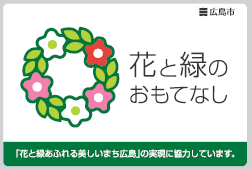 広島市
花と緑の
おもてなし
「花と緑あふれる美しいまち広島」の実現に協力しています。